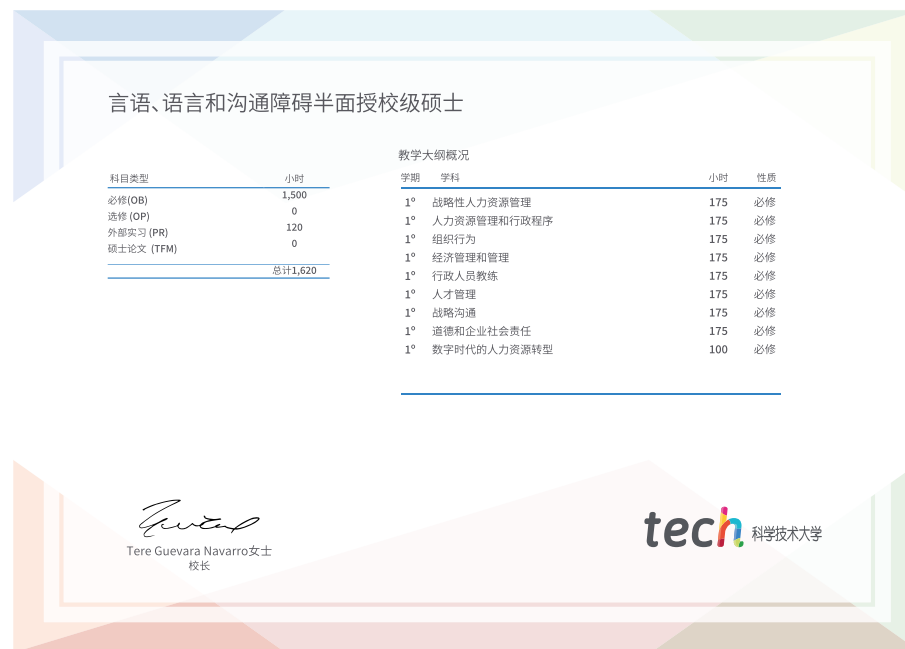 言语、语言和沟通障碍半面授校级硕士
科目类型 小时
必修(OB) 1,500
选修 (OP) 0
外部实习 (PR) 120
硕士论文 (TFM) 0
总计1,620
教学大纲概况
学期 学科 小时 性质
1º 战略性人力资源管理 175 必修
1º 人力资源管理和行政程序 175 必修
1º 组织行为 175 必修
1º 经济管理和管理 175 必修
1º 行政人员教练 175 必修
1º 人才管理 175 必修
1º 战略沟通 175 必修
1º 道德和企业社会责任 175 必修
1º 数字时代的人力资源转型 100 必修
Tere Guevara Navarro女士
校长
tech 科学技术大学